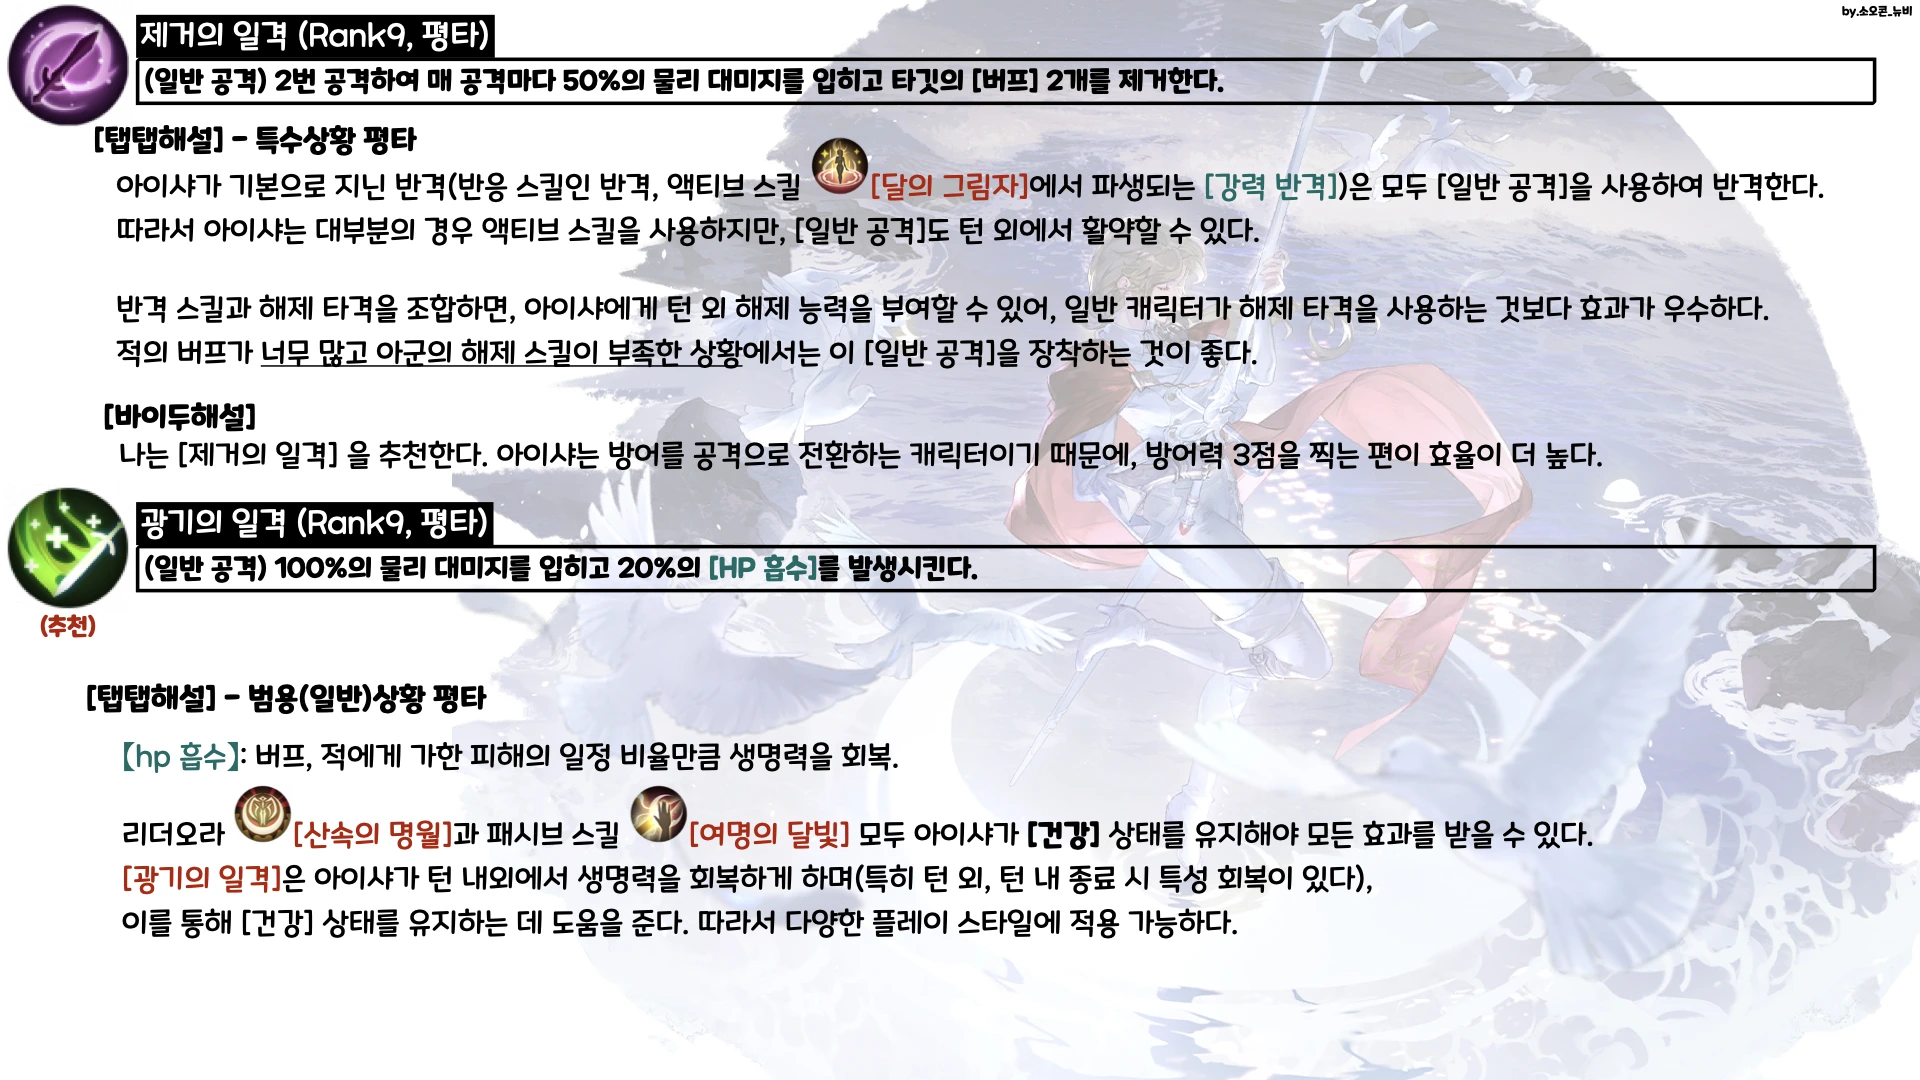 by.소오콘_뉴비
제거의 일격 (Rank9, 평타)
(일반 공격) 2번 공격하여 매 공격마다 50%의 물리 대미지를 입히고 타깃의 [버프] 2개를 제거한다.
[탭탭해설] - 특수상황 평타
아이샤가 기본으로 지닌 반격(반응 스킬인 반격, 액티브 스킬 [달의 그림자]에서 파생되는 [강력 반격])은 모두 [일반 공격]을 사용하여 반격한다.
따라서 아이샤는 대부분의 경우 액티브 스킬을 사용하지만, [일반 공격]도 턴 외에서 활약할 수 있다.
반격 스킬과 해제 타격을 조합하면, 아이샤에게 턴 외 해제 능력을 부여할 수 있어, 일반 캐릭터가 해제 타격을 사용하는 것보다 효과가 우수하다.
적의 버프가 너무 많고 아군의 해제 스킬이 부족한 상황에서는 이 [일반 공격]을 장착하는 것이 좋다.
[바이두해설]
나는 [제거의 일격] 을 추천한다. 아이샤는 방어를 공격으로 전환하는 캐릭터이기 때문에, 방어력 3점을 찍는 편이 효율이 더 높다.
광기의 일격 (Rank9, 평타)
(일반 공격) 100%의 물리 대미지를 입히고 20%의 [HP 흡수]를 발생시킨다.
(추천)
[탭탭해설] - 범용(일반)상황 평타
【hp 흡수】: 버프, 적에게 가한 피해의 일정 비율만큼 생명력을 회복.
리더오라 [산속의 명월]과 패시브 스킬 [여명의 달빛] 모두 아이샤가 [건강] 상태를 유지해야 모든 효과를 받을 수 있다.
[광기의 일격]은 아이샤가 턴 내외에서 생명력을 회복하게 하며(특히 턴 외, 턴 내 종료 시 특성 회복이 있다),
이를 통해 [건강] 상태를 유지하는 데 도움을 준다. 따라서 다양한 플레이 스타일에 적용 가능하다.